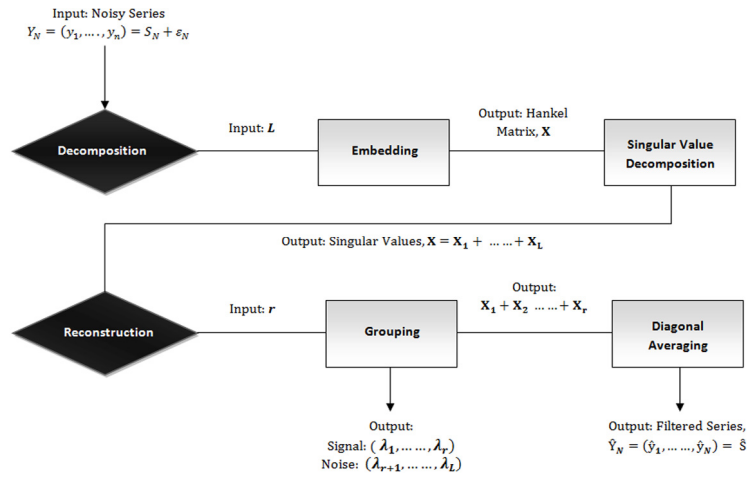 Input: Noisy Series
Y_N = (y_1, …., y_n) = S_N + ε_N
Decomposition
Input: L
Embedding
Output: Hankel
Matrix, X
Singular Value
Decomposition
Output: Singular Values, X = X_1 + … … + X_L
Reconstruction
Input: r
Grouping
Output:
X_1 + X_2 … … + X_r
Diagonal
Averaging
Output:
Signal: (λ_1, … …, λ_r)
Noise: (λ_{r+1}, … …, λ_L)
Output: Filtered Series,
Ŷ_N = (ŷ_1, … …, ŷ_N) = Ŝ